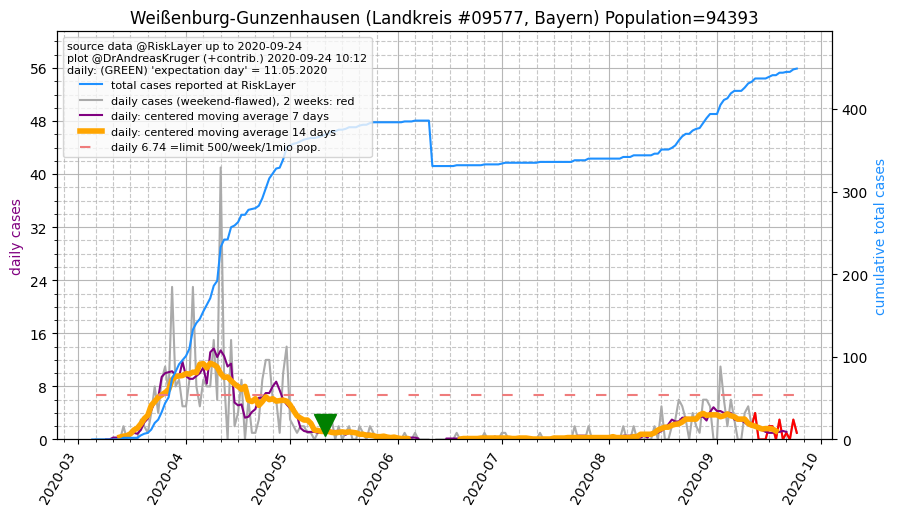 Weißenburg-Gunzenhausen (Landkreis #09577, Bayern) Population=94393
source data @RiskLayer up to 2020-09-24
plot @DrAndreasKruger (+contrib.) 2020-09-24 10:12
daily: (GREEN) 'expectation day' = 11.05.2020
total cases reported at RiskLayer
daily cases (weekend-flawed), 2 weeks: red
daily: centered moving average 7 days
daily: centered moving average 14 days
daily 6.74 =limit 500/week/1mio pop.
daily cases
56
48
40
32
24
16
8
0
cumulative total cases
400
300
200
100
0
2020-03
2020-04
2020-05
2020-06
2020-07
2020-08
2020-09
2020-10